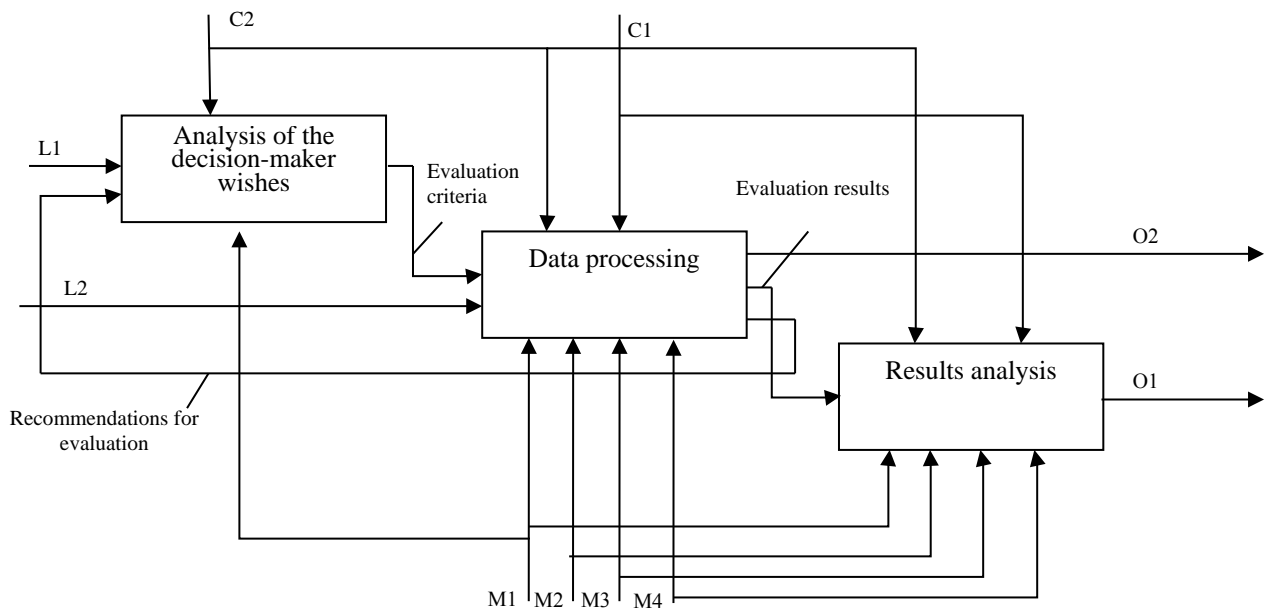 C2
C1
Analysis of the
decision-maker
wishes
L1
Evaluation
criteria
Evaluation results
O2
Data processing
L2
Results analysis
O1
Recommendations for
evaluation
M1
M2
M3
M4